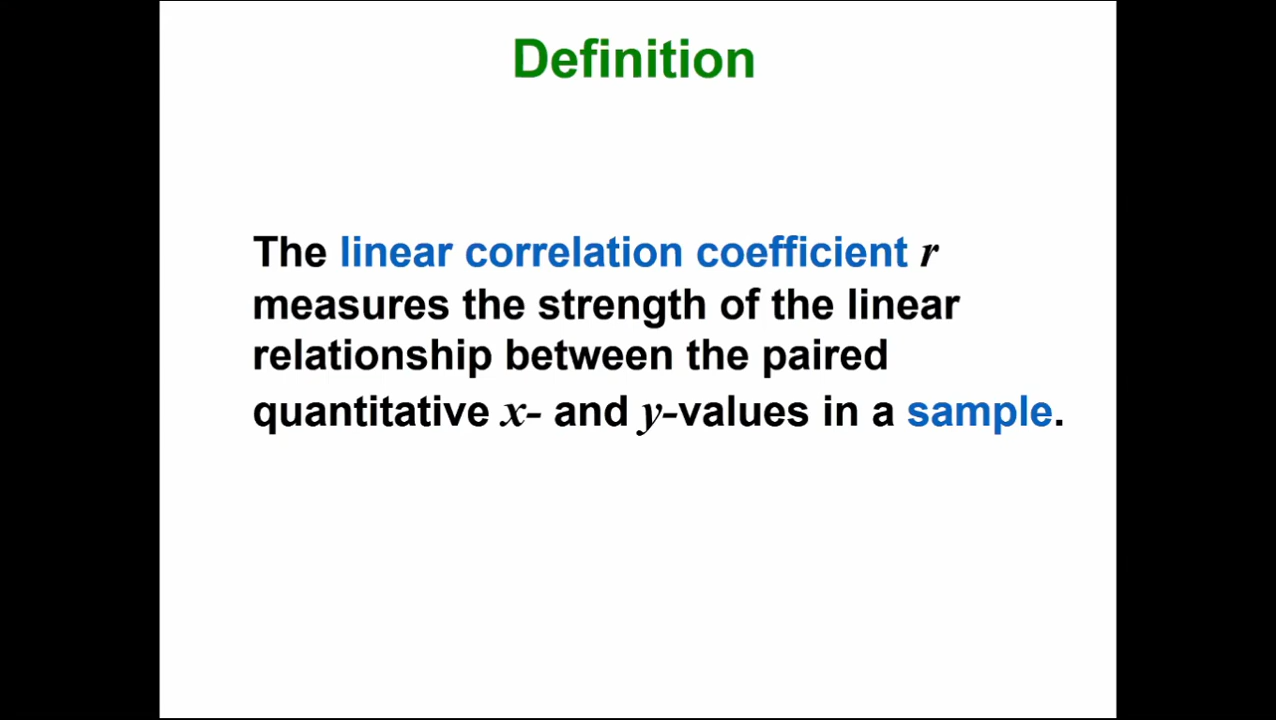 Definition
The linear correlation coefficient r
measures the strength of the linear
relationship between the paired
quantitative x- and y-values in a sample.